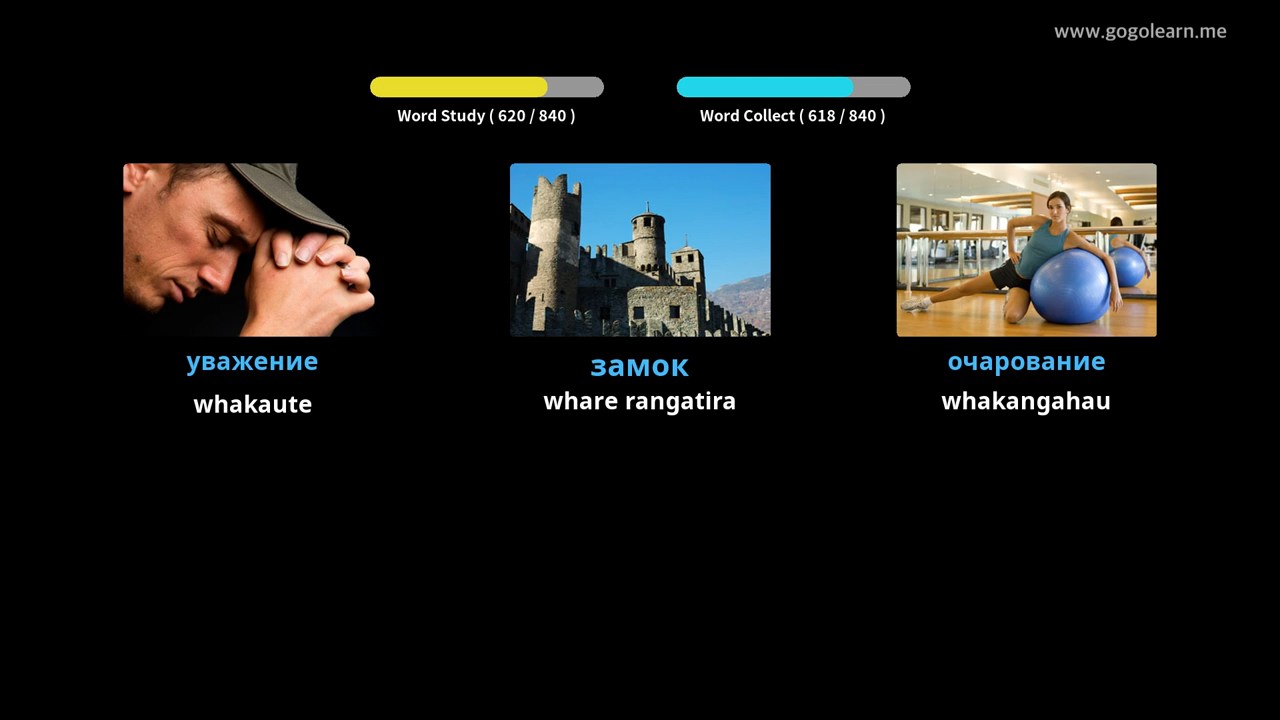 www.gogolearn.me
Word Study ( 620 / 840 )
Word Collect ( 618 / 840 )
уважение
whakaute
замок
whare rangatira
очарование
whakangahau